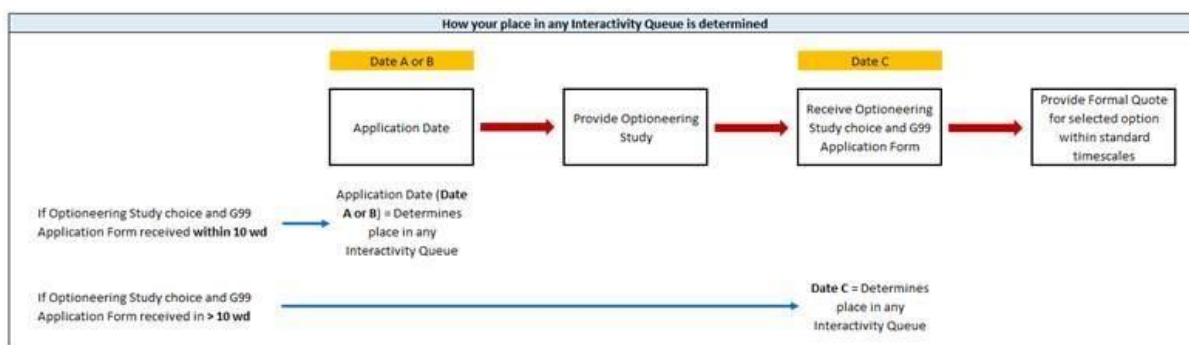 How your place in any Interactivity Queue is determined
Date A or B
Date C
Application Date
Provide Optioneering
Study
Receive Optioneering
Study choice and G99
Application Form
Provide Formal Quote
for selected option
within standard
timescales
If Optioneering Study choice and G99
Application Form received within 10 wd
Application Date (Date
A or B) = Determines
place in any
Interactivity Queue
If Optioneering Study choice and G99
Application Form received in > 10 wd
Date C = Determines
place in any
Interactivity Queue